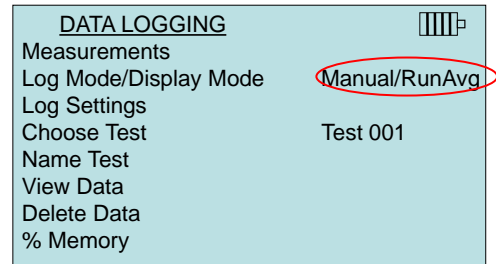 DATA LOGGING
Measurements
Log Mode/Display Mode Manual/RunAvg
Log Settings
Choose Test Test 001
Name Test
View Data
Delete Data
% Memory